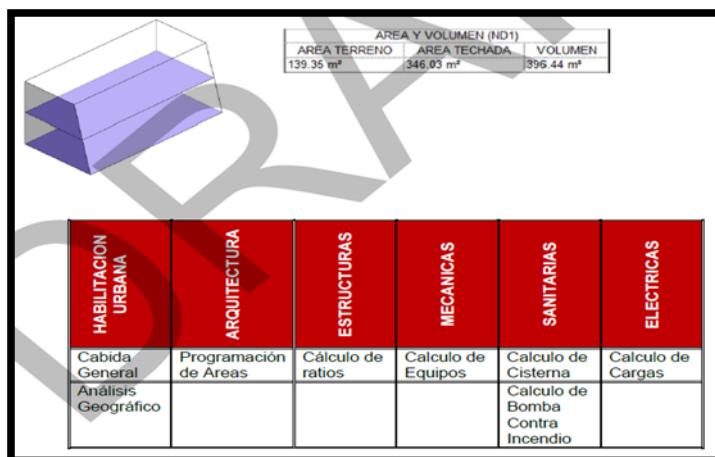 AREA Y VOLUMEN (ND1)
AREA TERRENO AREA TECHADA VOLUMEN
139.35 m² 346.03 m² 396.44 m²
HABILITACION
URBANA
ARQUITECTURA
ESTRUCTURAS
MECANICAS
SANITARIAS
ELECTRICAS
Cabida
General
Programación
de Areas
Cálculo de
ratios
Calculo de
Equipos
Calculo de
Cisterna
Calculo de
Cargas
Análisis
Geográfico
Calculo de
Bomba
Contra
Incendio
DRA